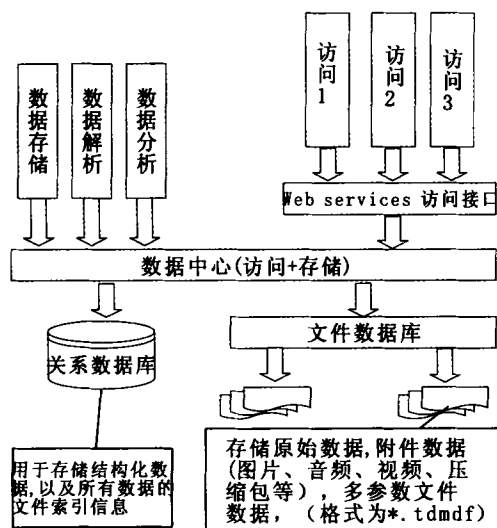 数据存储
数据解析
数据分析
访问1
访问2
访问3
Web services 访问接口
数据中心(访问+存储)
关系数据库
文件数据库
用于存储结构化数
据,以及所有数据的
文件索引信息
存储原始数据,附件数据
(图片、音频、视频、压
缩包等),多参数文件
数据,(格式为*.tdmdf)